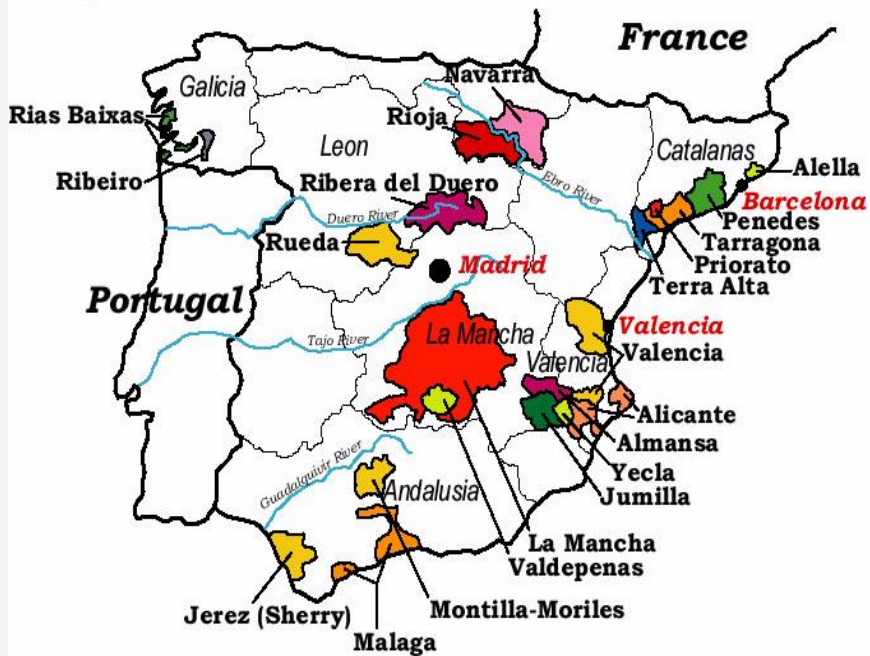 France
Navarra
Galicia
Rias Baixas
Rioja
Leon
Catalanas
Alella
Ribeiro
Ribera del Duero
Ebro River
Barcelona
Duero River
Penedes
Rueda
Tarragona
Madrid
Priorato
Terra Alta
Portugal
Valencia
La Mancha
Tajo River
Valencia
Valencia
Alicante
Almansa
Guadalquivir River
Yecla
Andalusia
Jumilla
La Mancha
Valdepenas
Jerez (Sherry)
Montilla-Moriles
Malaga